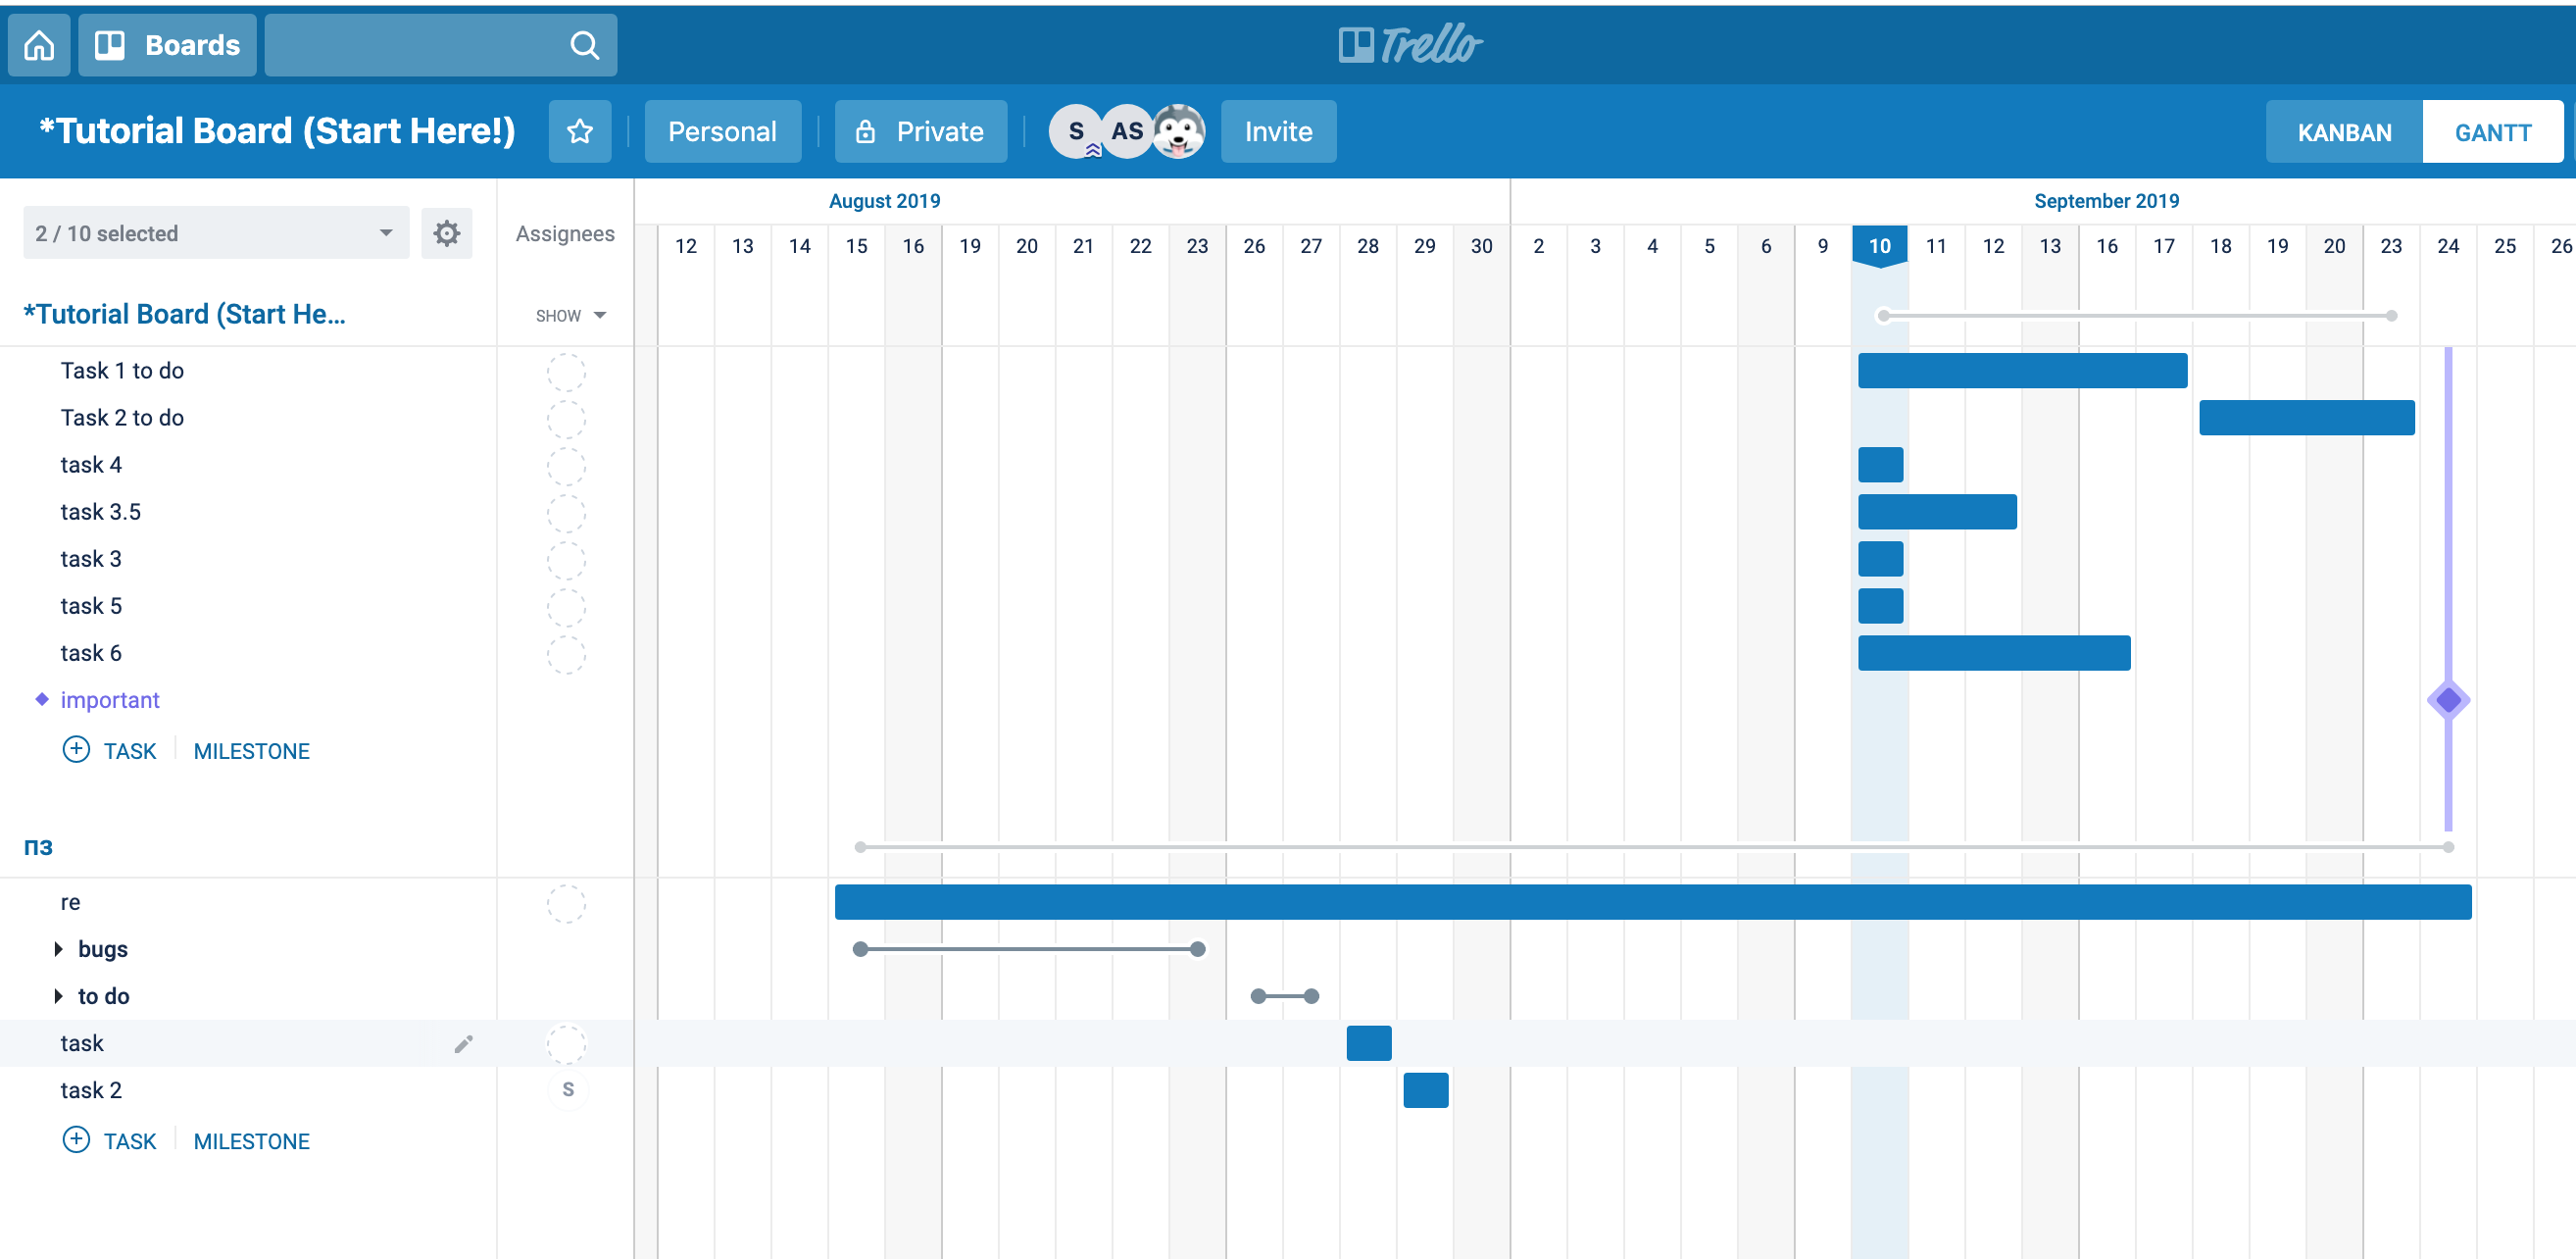 Boards
Trello
*Tutorial Board (Start Here!)
Personal
Private
S
AS
Invite
KANBAN
GANTT
August 2019
September 2019
2 / 10 selected
Assignees
12 13 14 15 16 19 20 21 22 23 26 27 28 29 30 2 3 4 5 6 9 10 11 12 13 16 17 18 19 20 23 24 25 26
*Tutorial Board (Start He...
SHOW
Task 1 to do
Task 2 to do
task 4
task 3.5
task 3
task 5
task 6
important
TASK
MILESTONE
пз
re
bugs
to do
task
task 2
S
TASK
MILESTONE